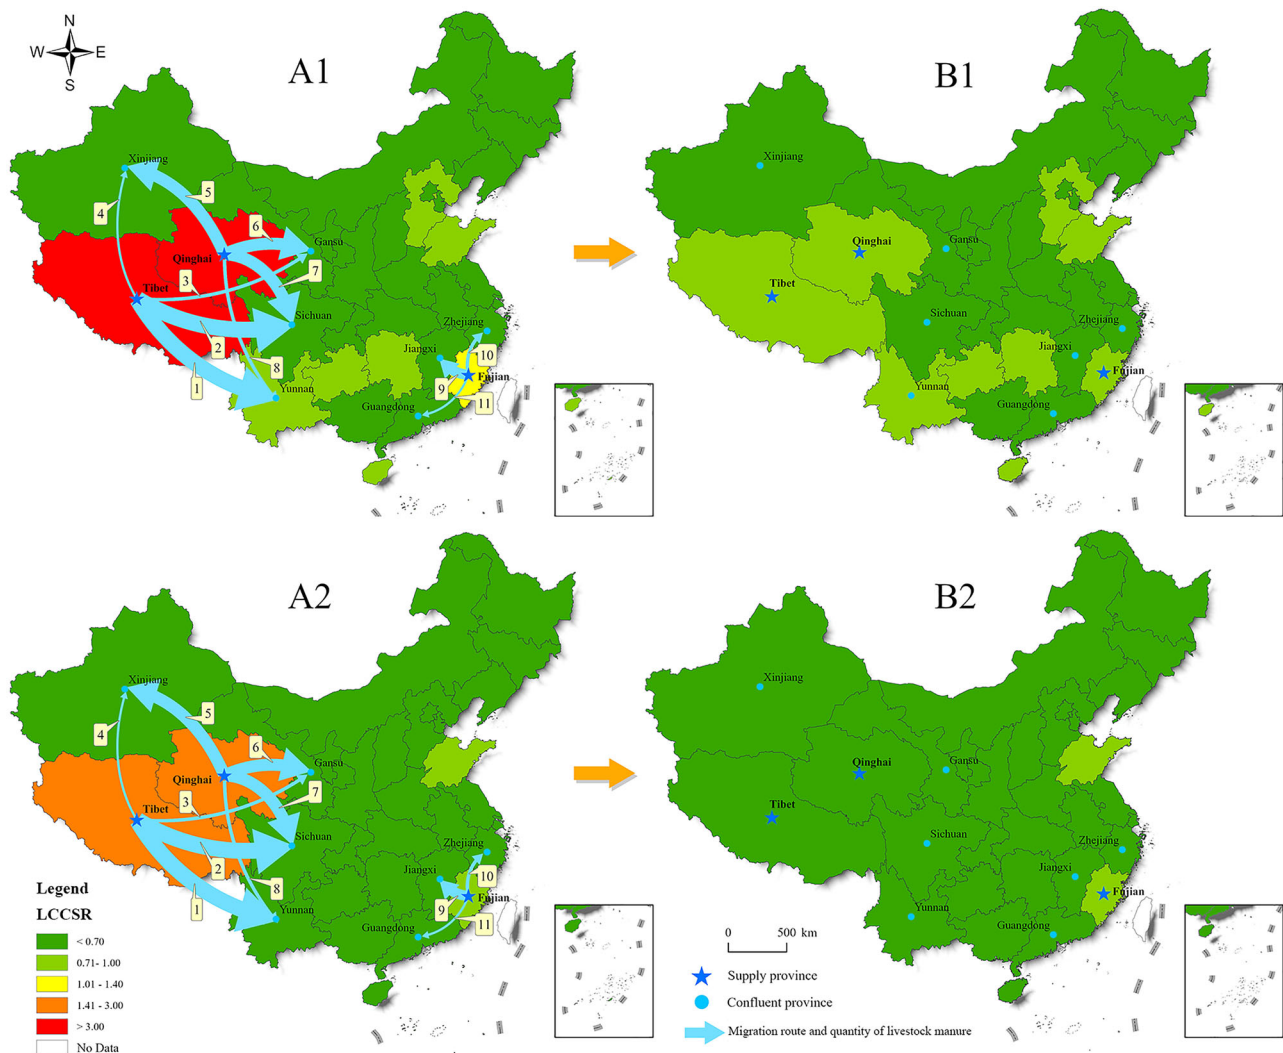 N
W E
S
A1
Xinjiang
5
4
6
Gansu
Qinghai
7
3
Tibet
Sichuan
Zhejiang
2
Jiangxi
8
10
1
9
Fujian
Yunnan
11
Guangdong
B1
Xinjiang
Qinghai
Gansu
Tibet
Sichuan
Zhejiang
Jiangxi
Fujian
Yunnan
Guangdong
A2
Xinjiang
5
4
6
Gansu
Qinghai
7
3
Tibet
Sichuan
Zhejiang
2
Jiangxi
8
10
1
9
Fujian
Yunnan
11
Guangdong
Legend
LCCSR
< 0.70
0.71- 1.00
1.01 - 1.40
1.41 - 3.00
> 3.00
No Data
B2
Xinjiang
Qinghai
Gansu
Tibet
Sichuan
Zhejiang
Jiangxi
Fujian
Yunnan
Guangdong
0 500 km
Supply province
Confluent province
Migration route and quantity of livestock manure